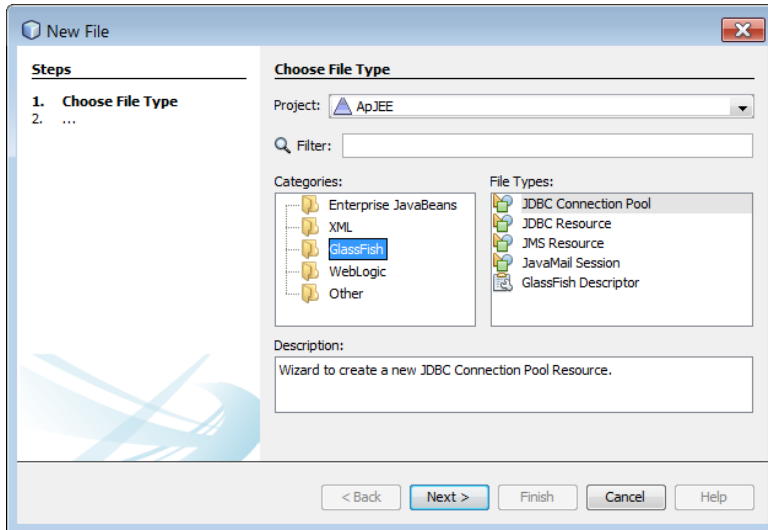 New File
Steps
1. Choose File Type
2. ...
Choose File Type
Project: ApJEE
Filter:
Categories:
Enterprise JavaBeans
XML
GlassFish
WebLogic
Other
File Types:
JDBC Connection Pool
JDBC Resource
JMS Resource
JavaMail Session
GlassFish Descriptor
Description:
Wizard to create a new JDBC Connection Pool Resource.
< Back Next > Finish Cancel Help